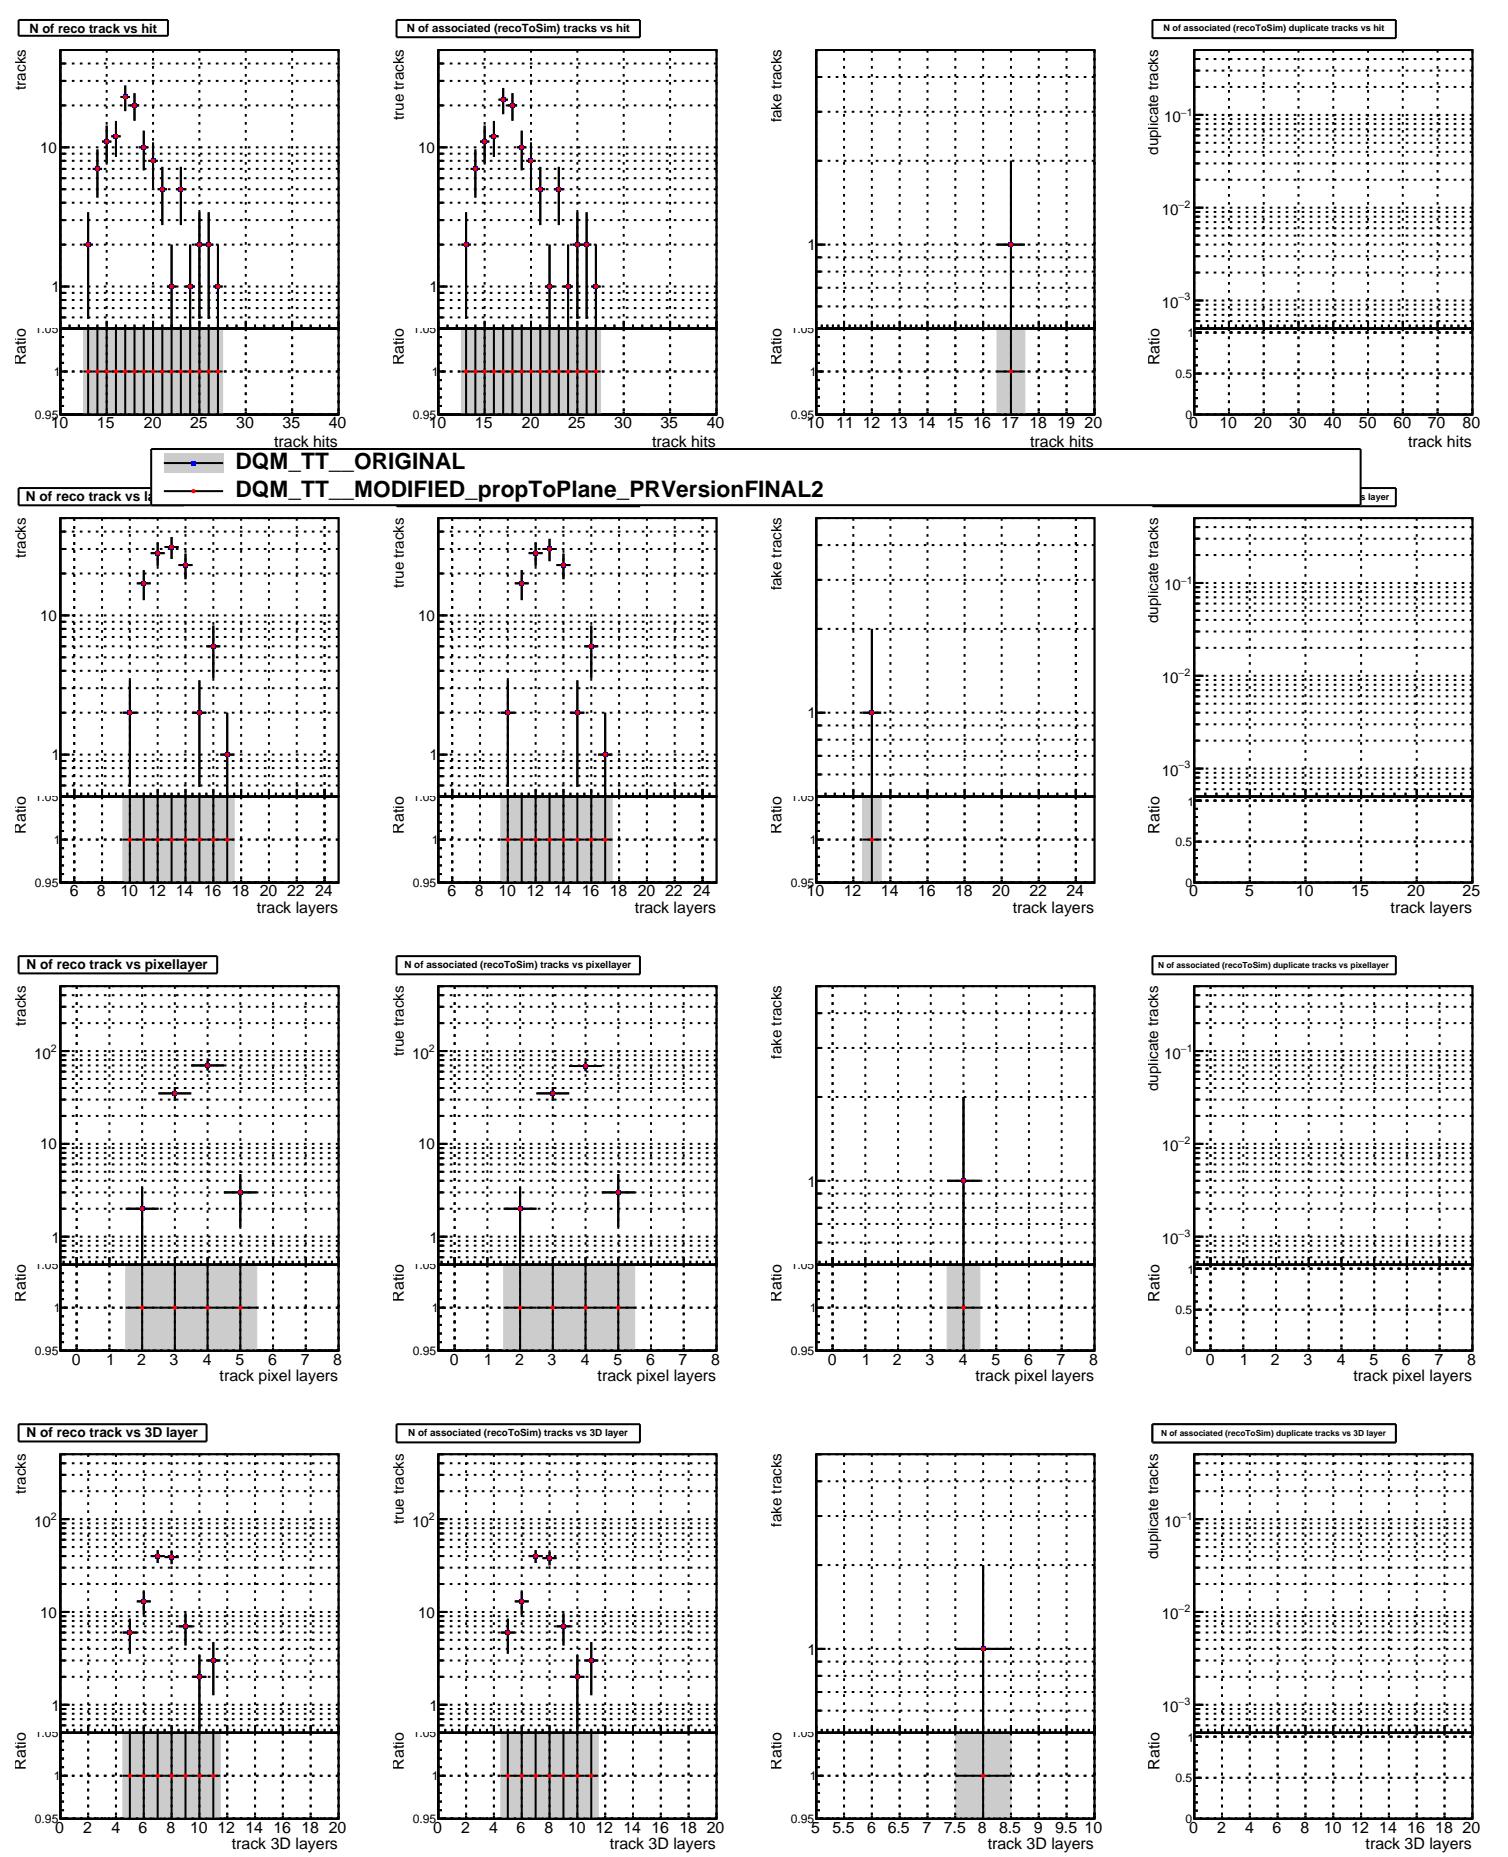 N of reco track vs hit
N of associated (recoToSim) tracks vs hit
N of associated (recoToSim) duplicate tracks vs hit
tracks
10
1
Ratio
1.05
1
0.95
10 15 20 25 30 35 40
track hits
true tracks
10
1
Ratio
1.05
1
0.95
10 15 20 25 30 35 40
track hits
fake tracks
1
Ratio
1.05
1
0.95
10 11 12 13 14 15 16 17 18 19 20
track hits
duplicate tracks
10−1
10−2
10−3
Ratio
1
0.5
0
0 10 20 30 40 50 60 70 80
track hits
DQM_TT__ORIGINAL
DQM_TT__MODIFIED_propToPlane_PRVersionFINAL2
N of reco track vs
layer
tracks
10
1
Ratio
1.05
1
0.95
6 8 10 12 14 16 18 20 22 24
track layers
true tracks
10
1
Ratio
1.05
1
0.95
6 8 10 12 14 16 18 20 22 24
track layers
fake tracks
1
Ratio
1.05
1
0.95
10 12 14 16 18 20 22 24
track layers
duplicate tracks
10−1
10−2
10−3
Ratio
1
0.5
0
0 5 10 15 20 25
track layers
N of reco track vs pixellayer
N of associated (recoToSim) tracks vs pixellayer
N of associated (recoToSim) duplicate tracks vs pixellayer
tracks
102
10
1
Ratio
1.05
1
0.95
0 1 2 3 4 5 6 7 8
track pixel layers
true tracks
102
10
1
Ratio
1.05
1
0.95
0 1 2 3 4 5 6 7 8
track pixel layers
fake tracks
1
Ratio
1.05
1
0.95
0 1 2 3 4 5 6 7 8
track pixel layers
duplicate tracks
10−1
10−2
10−3
Ratio
1
0.5
0
0 1 2 3 4 5 6 7 8
track pixel layers
N of reco track vs 3D layer
N of associated (recoToSim) tracks vs 3D layer
N of associated (recoToSim) duplicate tracks vs 3D layer
tracks
102
10
1
Ratio
1.05
1
0.95
0 2 4 6 8 10 12 14 16 18 20
track 3D layers
true tracks
102
10
1
Ratio
1.05
1
0.95
0 2 4 6 8 10 12 14 16 18 20
track 3D layers
fake tracks
1
Ratio
1.05
1
0.95
5 5.5 6 6.5 7 7.5 8 8.5 9 9.5 10
track 3D layers
duplicate tracks
10−1
10−2
10−3
Ratio
1
0.5
0
0 2 4 6 8 10 12 14 16 18 20
track 3D layers